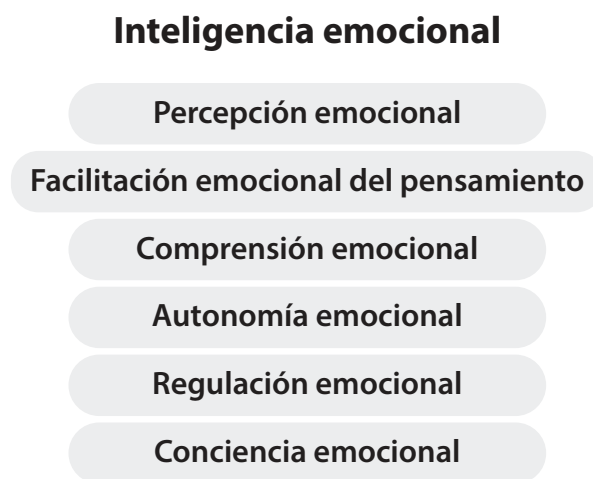 Inteligencia emocional
Percepción emocional
Facilitación emocional del pensamiento
Comprensión emocional
Autonomía emocional
Regulación emocional
Conciencia emocional